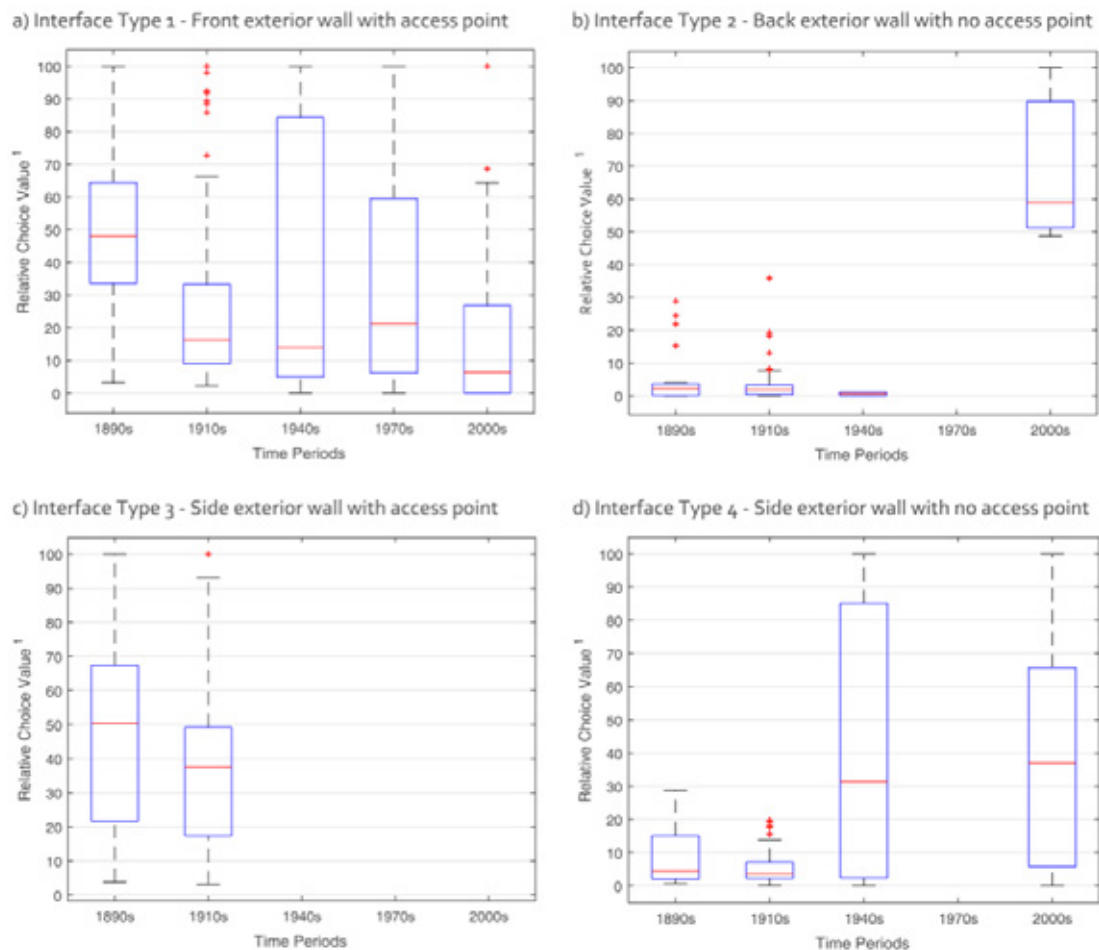 a) Interface Type 1 - Front exterior wall with access point
100
90
80
70
60
50
40
30
20
10
0
Relative Choice Value ¹
1890s 1910s 1940s 1970s 2000s
Time Periods
b) Interface Type 2 - Back exterior wall with no access point
100
90
80
70
60
50
40
30
20
10
0
Relative Choice Value ¹
1890s 1910s 1940s 1970s 2000s
Time Periods
c) Interface Type 3 - Side exterior wall with access point
100
90
80
70
60
50
40
30
20
10
0
Relative Choice Value ¹
1890s 1910s 1940s 1970s 2000s
Time Periods
d) Interface Type 4 - Side exterior wall with no access point
100
90
80
70
60
50
40
30
20
10
0
Relative Choice Value ¹
1890s 1910s 1940s 1970s 2000s
Time Periods